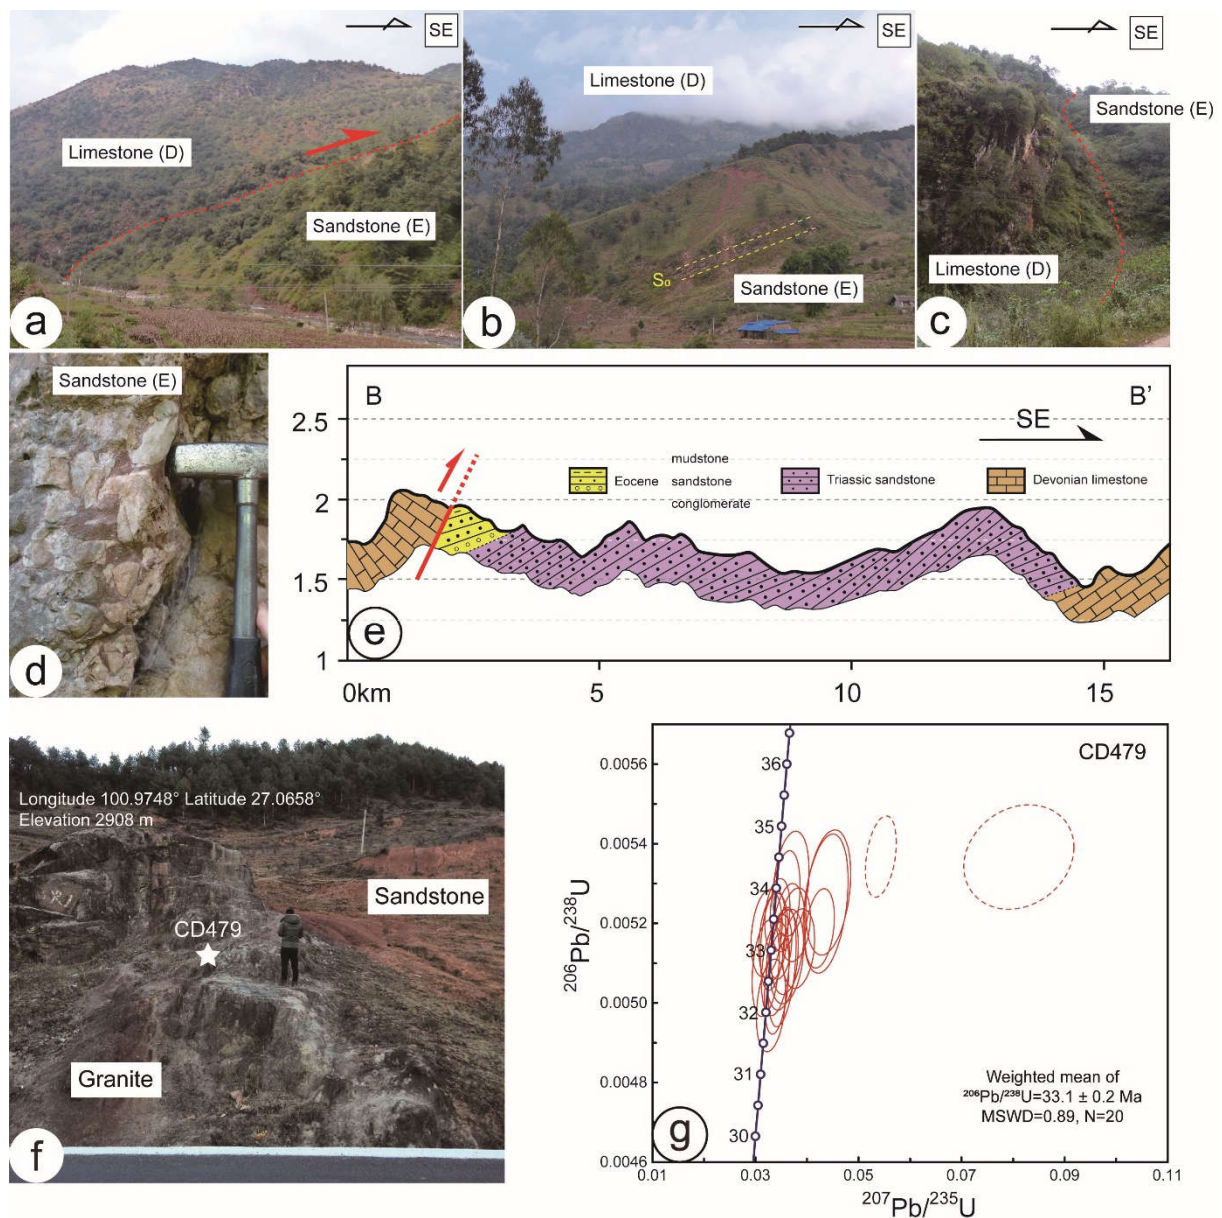 SE
Limestone (D)
Sandstone (E)
a
SE
Limestone (D)
S₀
Sandstone (E)
b
SE
Sandstone (E)
Limestone (D)
c
Sandstone (E)
d
B
B’
SE
2.5
2
1.5
1
mudstone
Eocene sandstone
conglomerate
Triassic sandstone
Devonian limestone
e
0km 5 10 15
Longitude 100.9748° Latitude 27.0658°
Elevation 2908 m
Sandstone
CD479
Granite
f
CD479
0.0056
0.0054
0.0052
0.0050
0.0048
0.0046
²⁰⁶Pb/²³⁸U
36
35
34
33
32
31
30
Weighted mean of
²⁰⁶Pb/²³⁸U=33.1 ± 0.2 Ma
MSWD=0.89, N=20
g
0.01 0.03 0.05 0.07 0.09 0.11
²⁰⁷Pb/²³⁵U